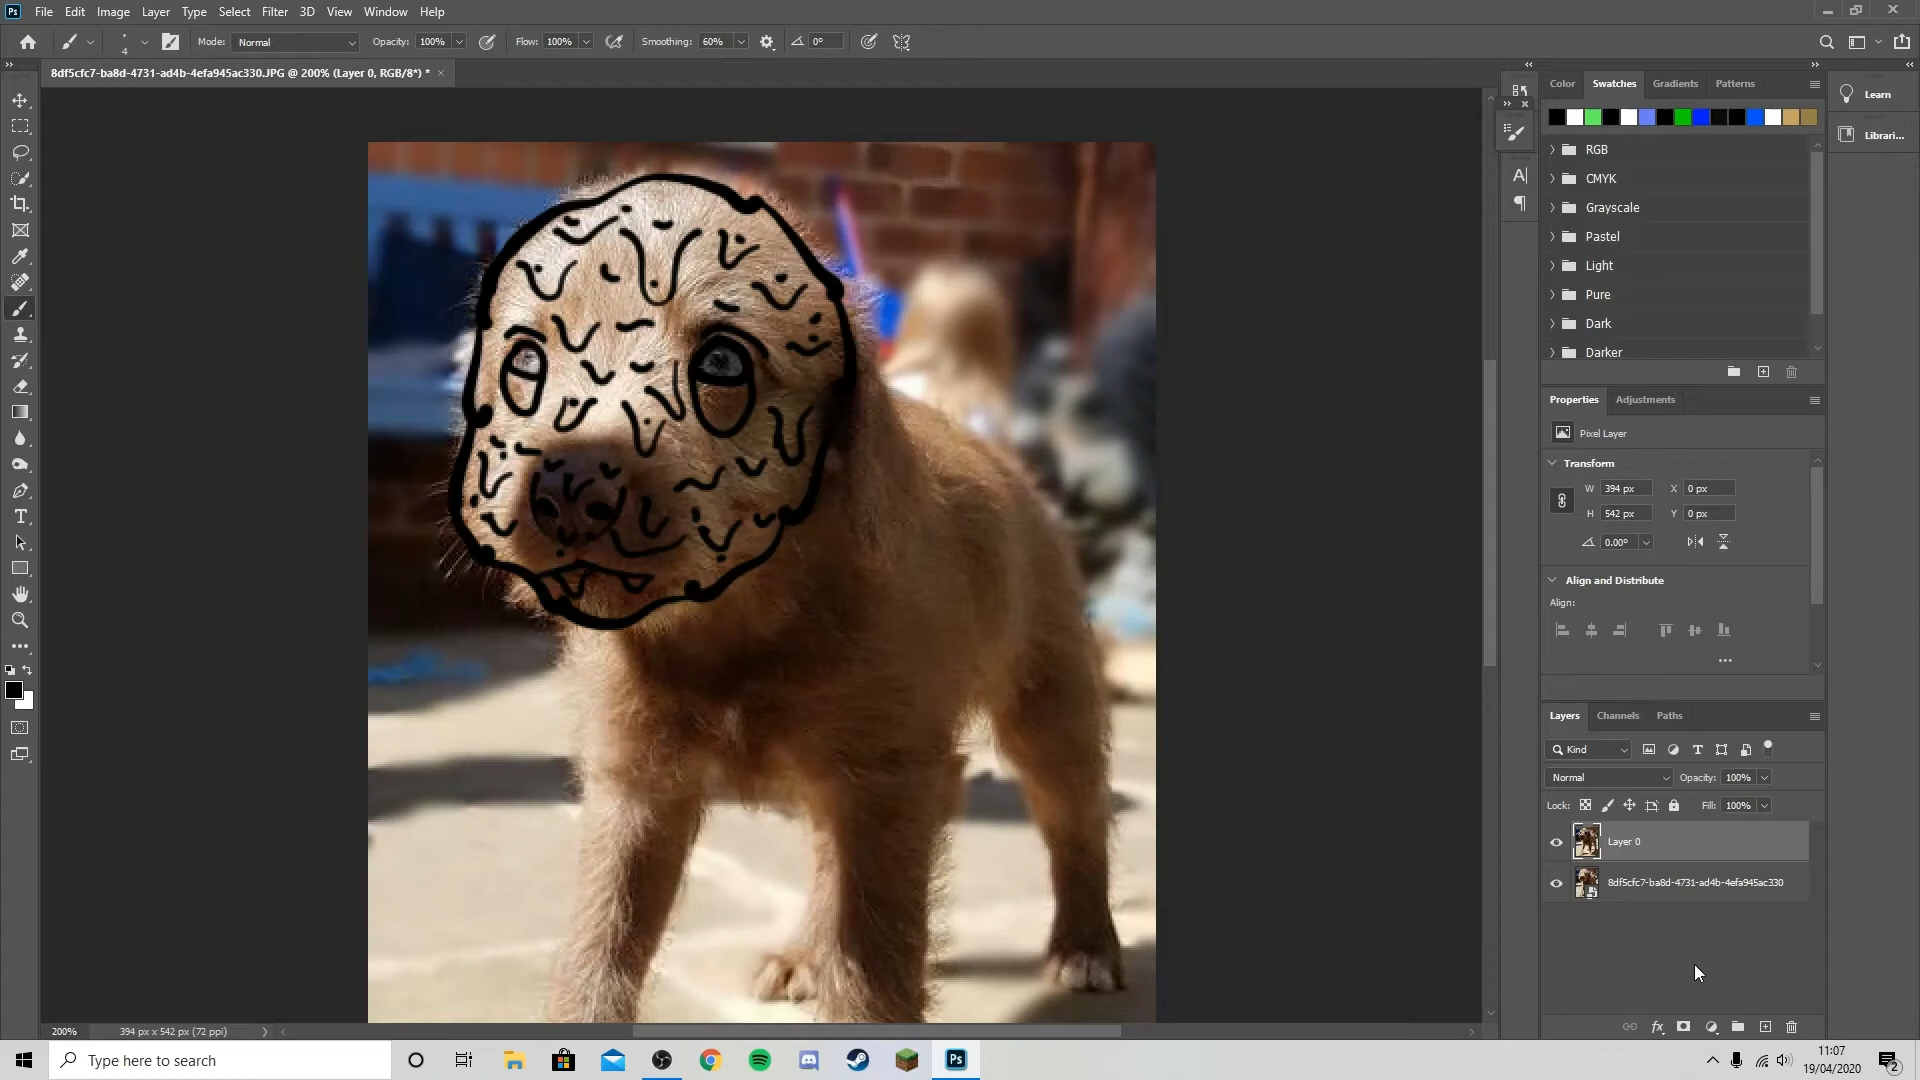 Ps File Edit Image Layer Type Select Filter 3D View Window Help
4 Mode: Normal Opacity: 100% Flow: 100% Smoothing: 60% 0°
8df5cfc7-ba8d-4731-ad4b-4efa945ac330.JPG @ 200% (Layer 0, RGB/8*) *
Color Swatches Gradients Patterns
Learn
Librari...
RGB
CMYK
Grayscale
Pastel
Light
Pure
Dark
Darker
Properties Adjustments
Pixel Layer
Transform
W 394 px X 0 px
H 542 px Y 0 px
0.00°
Align and Distribute
Align:
Layers Channels Paths
Kind
Normal Opacity: 100%
Lock: Fill: 100%
Layer 0
8df5cfc7-ba8d-4731-ad4b-4efa945ac330
fx
200% 394 px x 542 px (72 ppi)
Type here to search
Ps
11:07
19/04/2020
2